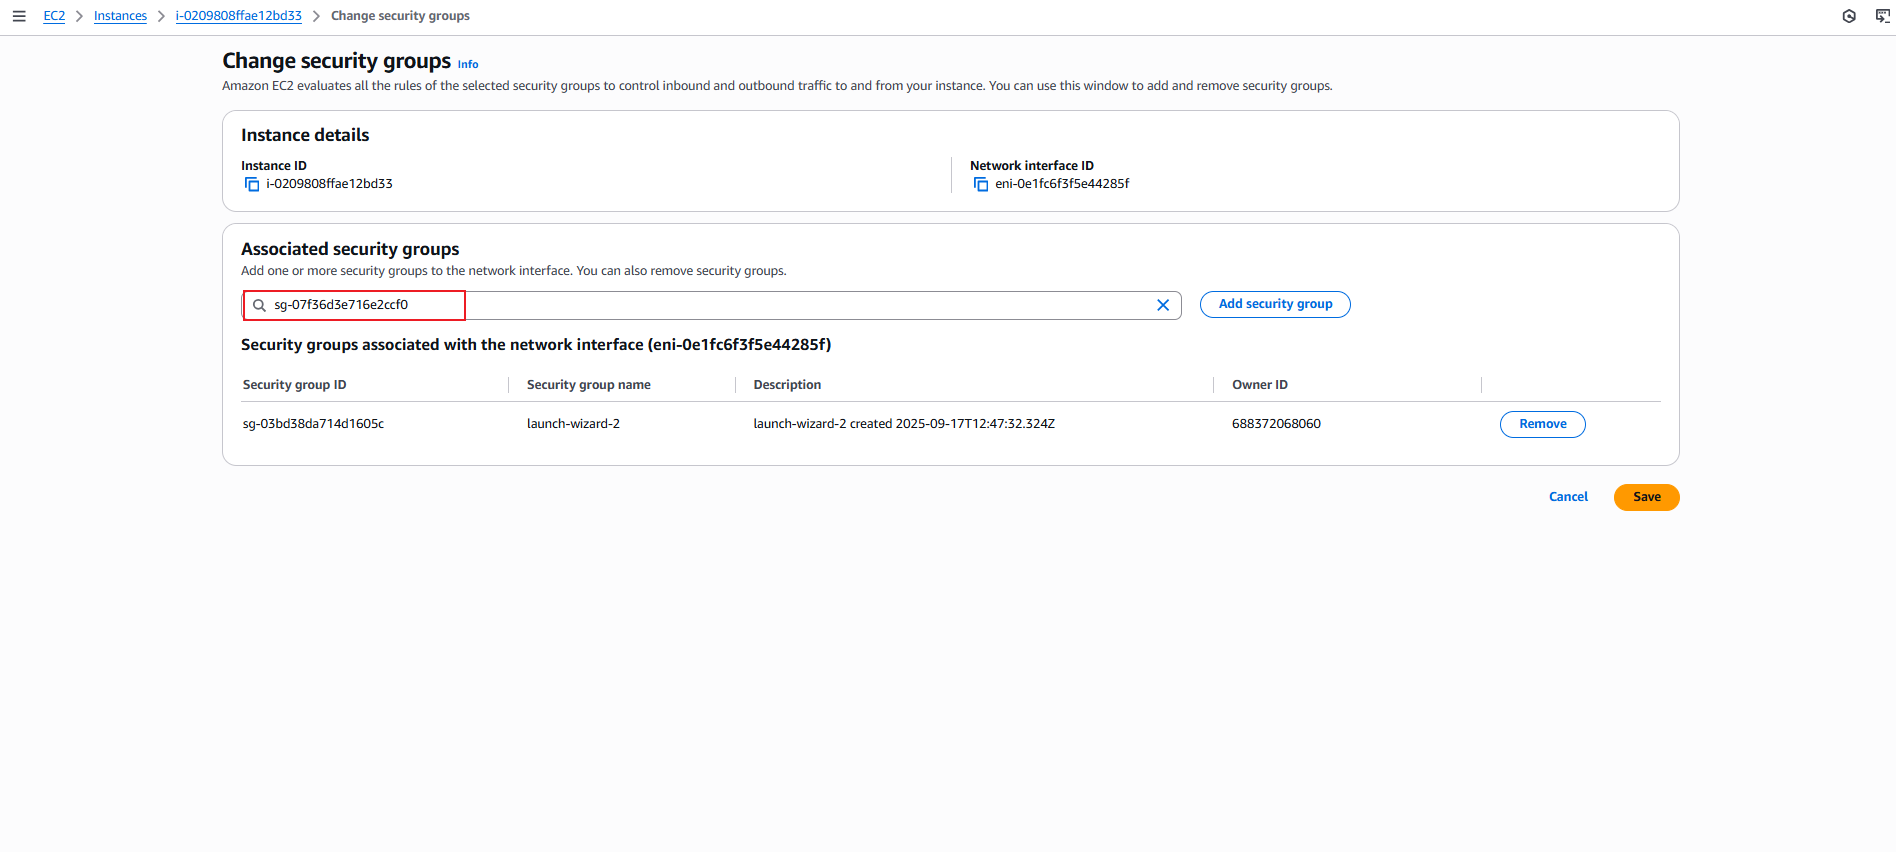 EC2 > Instances > i-0209808ffae12bd33 > Change security groups
Change security groups Info
Amazon EC2 evaluates all the rules of the selected security groups to control inbound and outbound traffic to and from your instance. You can use this window to add and remove security groups.
Instance details
Instance ID
i-0209808ffae12bd33
Network interface ID
eni-0e1fc6f3f5e44285f
Associated security groups
Add one or more security groups to the network interface. You can also remove security groups.
sg-07f36d3e716e2ccf0
Add security group
Security groups associated with the network interface (eni-0e1fc6f3f5e44285f)
Security group ID Security group name Description Owner ID
sg-03bd38da714d1605c launch-wizard-2 launch-wizard-2 created 2025-09-17T12:47:32.324Z 688372068060 Remove
Cancel Save